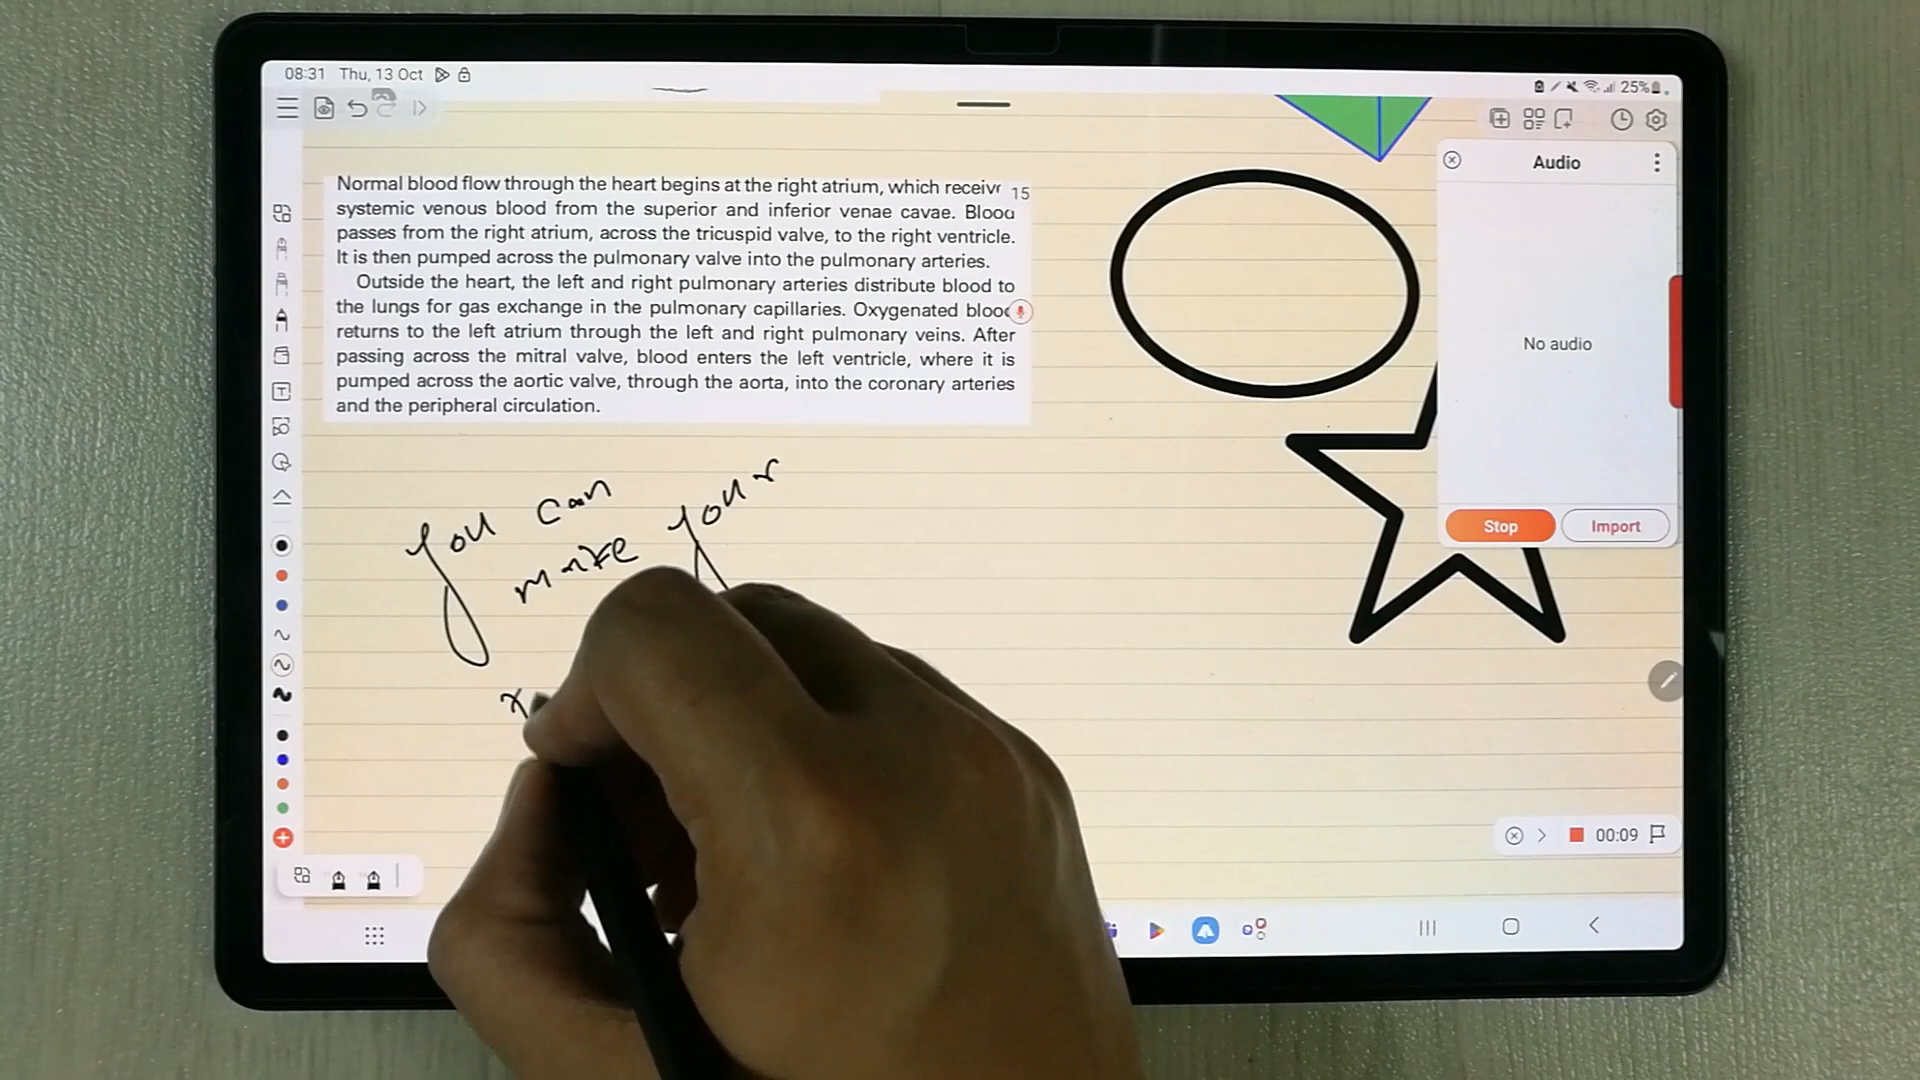 08:31 Thu, 13 Oct
25%
Normal blood flow through the heart begins at the right atrium, which receiv
15
systemic venous blood from the superior and inferior venae cavae. Blood
passes from the right atrium, across the tricuspid valve, to the right ventricle.
It is then pumped across the pulmonary valve into the pulmonary arteries.
Outside the heart, the left and right pulmonary arteries distribute blood to
the lungs for gas exchange in the pulmonary capillaries. Oxygenated blood
returns to the left atrium through the left and right pulmonary veins. After
passing across the mitral valve, blood enters the left ventricle, where it is
pumped across the aortic valve, through the aorta, into the coronary arteries
and the peripheral circulation.
You can
make your
Audio
No audio
Stop
Import
00:09